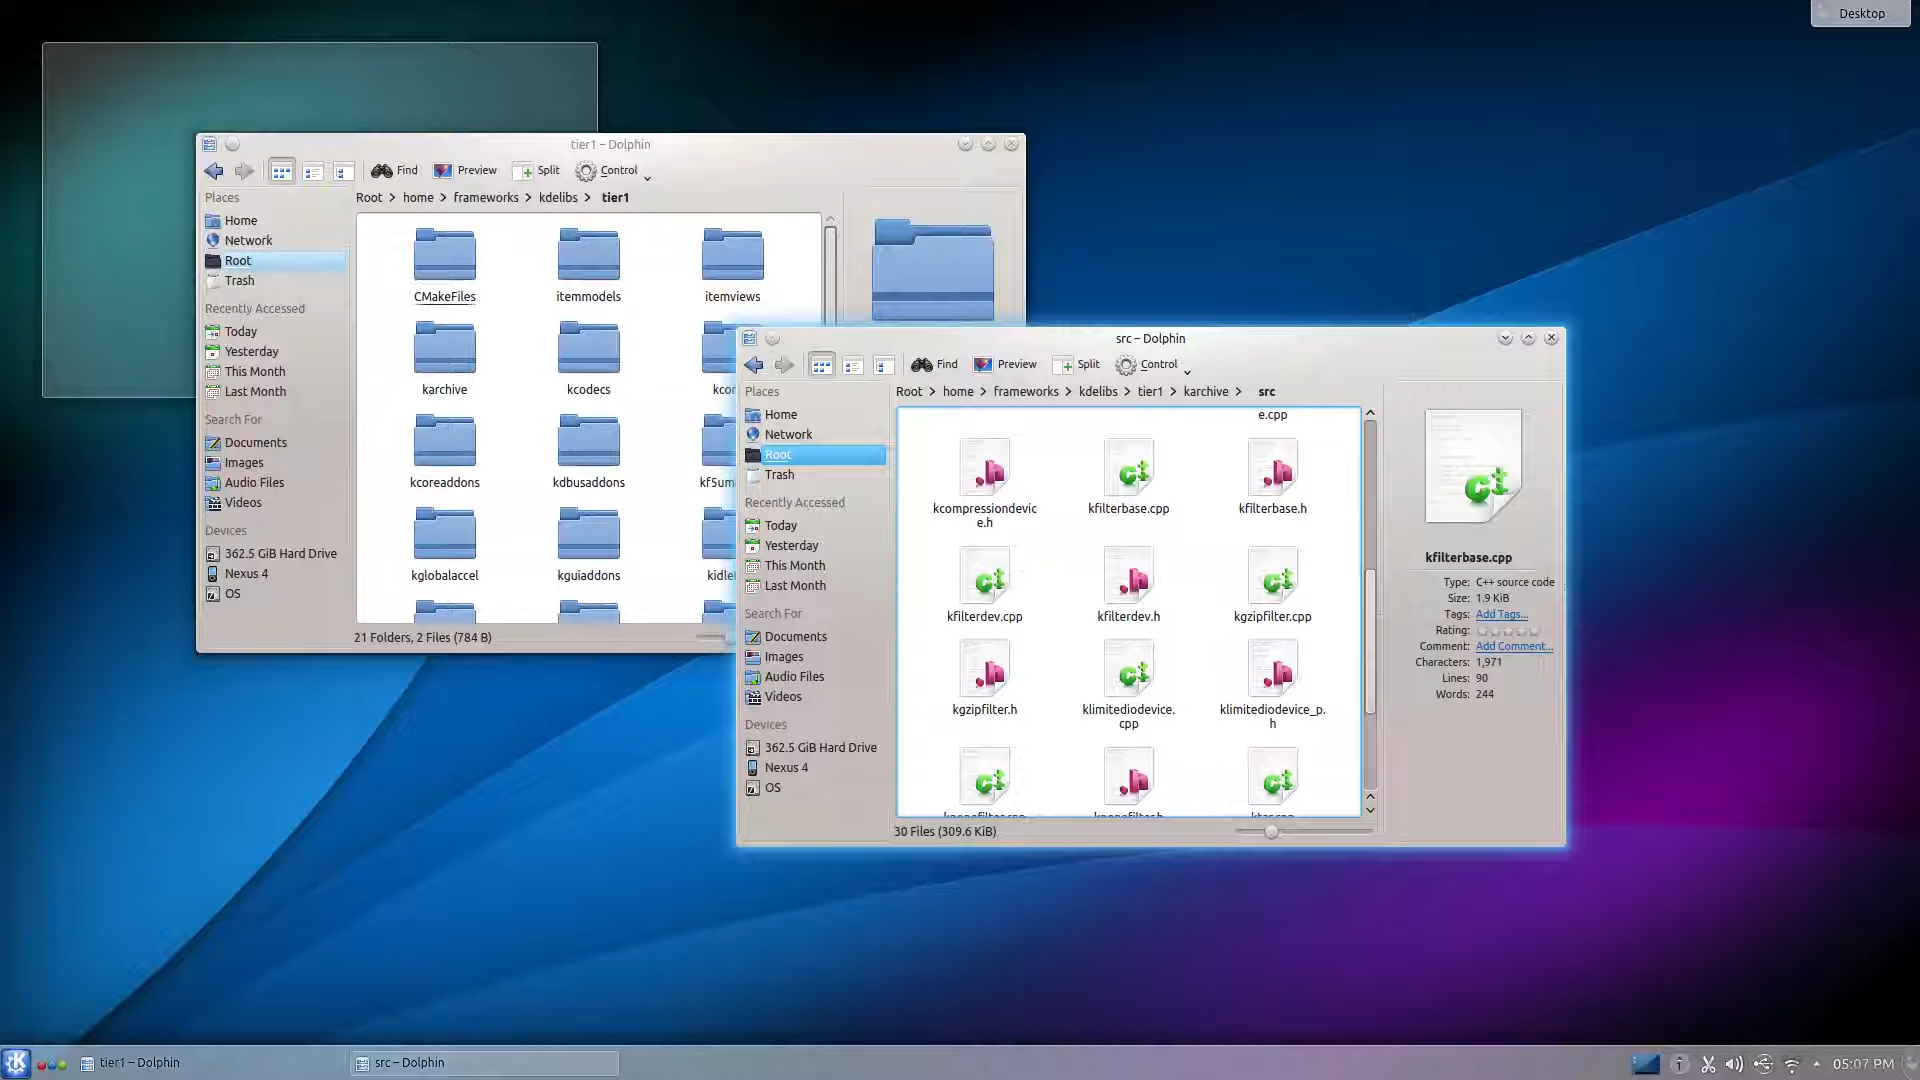 Desktop
tier1 – Dolphin
Find
Preview
Split
Control
Places
Root > home > frameworks > kdelibs > tier1
Home
Network
Root
Trash
Recently Accessed
Today
Yesterday
This Month
Last Month
Search For
Documents
Images
Audio Files
Videos
Devices
362.5 GiB Hard Drive
Nexus 4
OS
CMakeFiles
itemmodels
itemviews
karchive
kcodecs
kcoreaddons
kdbusaddons
kglobalaccel
kguiaddons
21 Folders, 2 Files (784 B)
src – Dolphin
Find
Preview
Split
Control
Places
Root > home > frameworks > kdelibs > tier1 > karchive > src
Home
Network
Root
Trash
Recently Accessed
Today
Yesterday
This Month
Last Month
Search For
Documents
Images
Audio Files
Videos
Devices
362.5 GiB Hard Drive
Nexus 4
OS
e.cpp
kcompressiondevic
e.h
kfilterbase.cpp
kfilterbase.h
kfilterdev.cpp
kfilterdev.h
kgzipfilter.cpp
kgzipfilter.h
klimitediodevice.
cpp
klimitediodevice_p.
h
30 Files (309.6 KiB)
kfilterbase.cpp
Type: C++ source code
Size: 1.9 KiB
Tags: Add Tags...
Rating:
Comment: Add Comment...
Characters: 1,971
Lines: 90
Words: 244
tier1 – Dolphin
src – Dolphin
05:07 PM